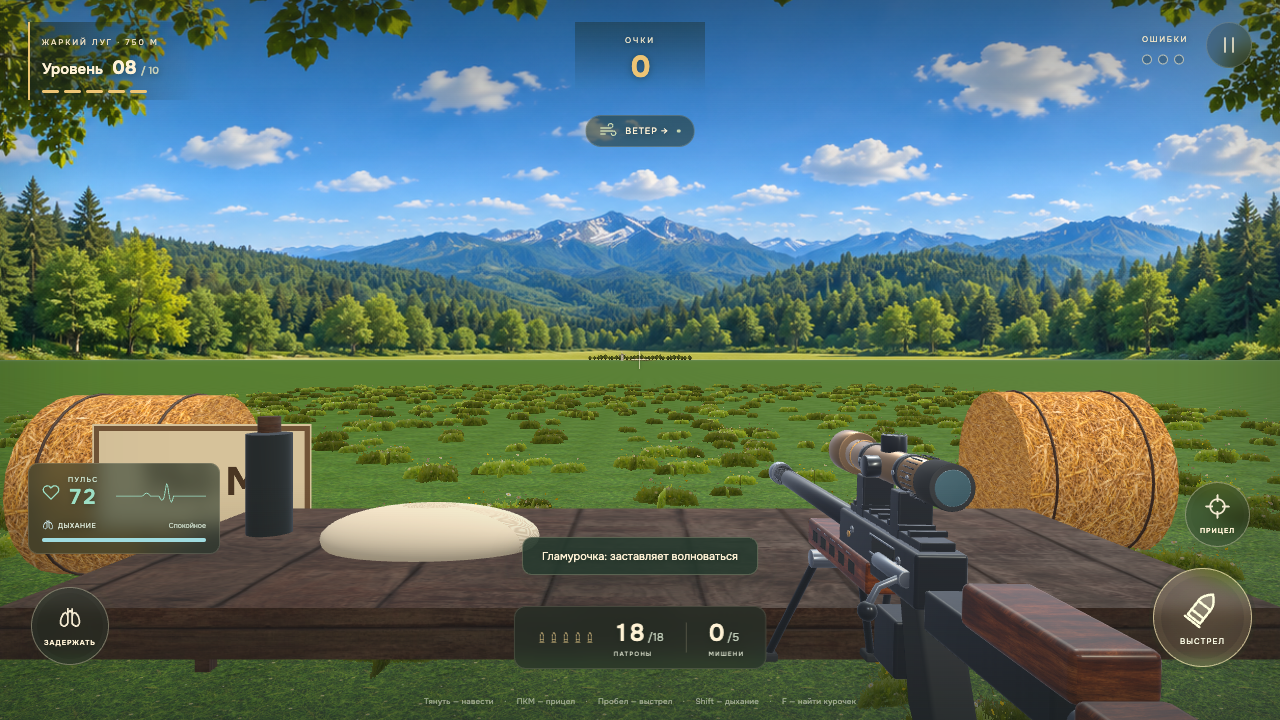 ЖАРКИЙ ЛУГ · 750 М
Уровень 08 / 10
ОЧКИ
0
ОШИБКИ
ВЕТЕР →
М
ПУЛЬС
72
ДЫХАНИЕ Спокойное
ЗАДЕРЖАТЬ
Гламурочка: заставляет волноваться
18 /18
ПАТРОНЫ
0 /5
МИШЕНИ
ПРИЦЕЛ
ВЫСТРЕЛ
Тянуть — навести · ПКМ — прицел · Пробел — выстрел · Shift — дыхание · F — найти курочек